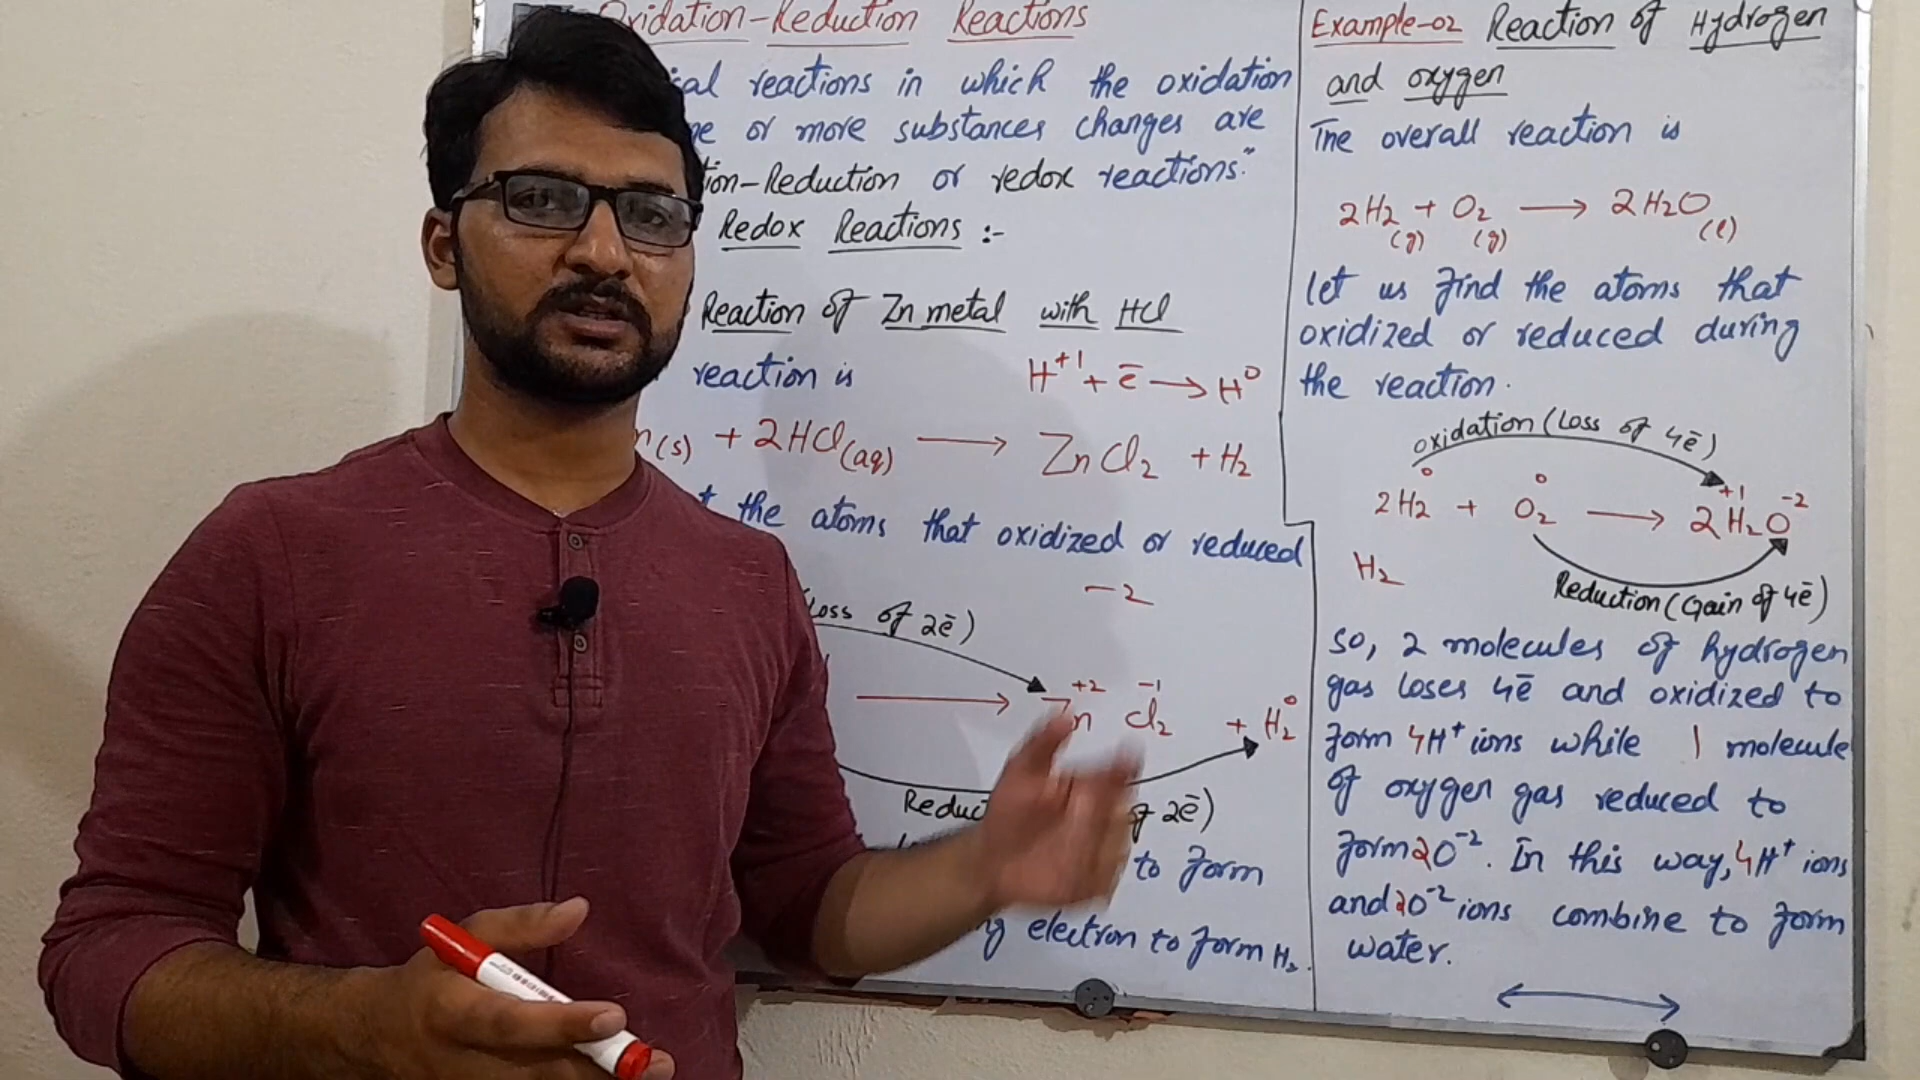 Oxidation-Reduction Reactions
reactions in which the oxidation
or more substances changes are
-Reduction or redox reactions."
Redox Reactions :-
Reaction of Zn metal with HCl
reaction is
H⁺¹ + ē → H⁰
(s) + 2HCl(aq) → ZnCl₂ + H₂
the atoms that oxidized or reduced
-2
Loss of 2ē)
→ Zn⁺² Cl₂⁻¹ + H₂⁰
2ē)
to form
electron to form H₂.
Example-02 Reaction of Hydrogen
and oxygen
The overall reaction is
2H₂(g) + O₂(g) → 2H₂O(l)
let us find the atoms that
oxidized or reduced during
the reaction.
oxidation (Loss of 4ē)
2H₂⁰ + O₂⁰ → 2H₂⁺¹O⁻²
H₂
Reduction (Gain of 4ē)
So, 2 molecules of hydrogen
gas loses 4ē and oxidized to
form 4H⁺ ions while 1 molecule
of oxygen gas reduced to
form 2O⁻². In this way, 4H⁺ ions
and 2O⁻² ions combine to form
water.